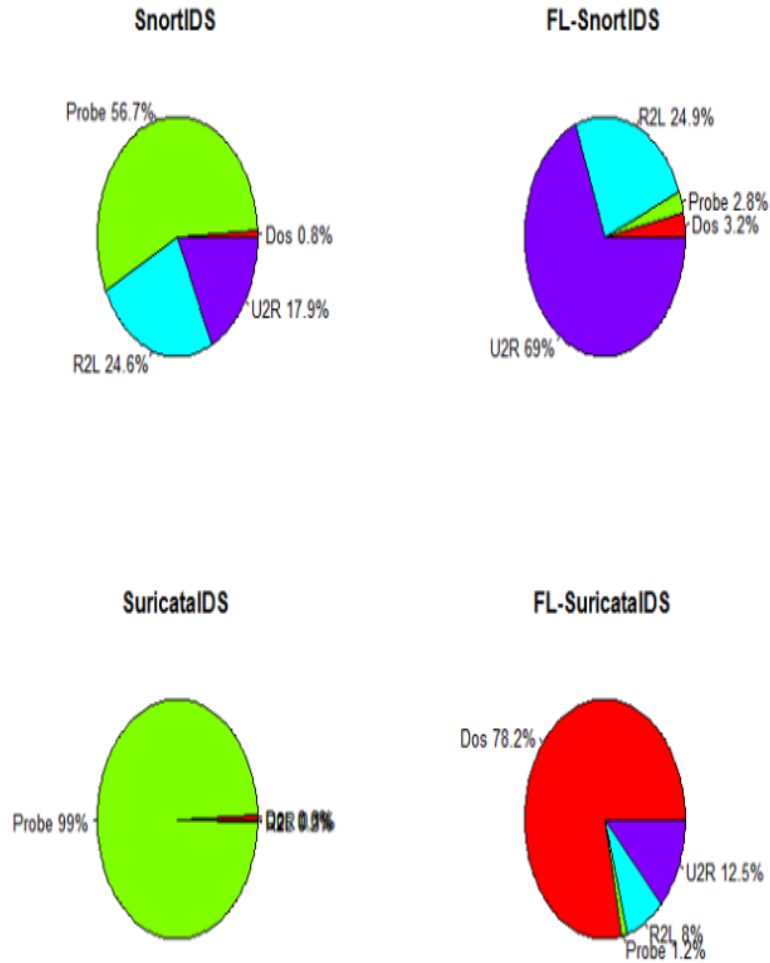 SnortIDS
FL-SnortIDS
Probe 56.7%
Dos 0.8%
U2R 17.9%
R2L 24.6%
R2L 24.9%
Probe 2.8%
Dos 3.2%
U2R 69%
SuricataIDS
FL-SuricataIDS
Probe 99%
Dos 78.2%
U2R 12.5%
R2L 8%
Probe 1.2%